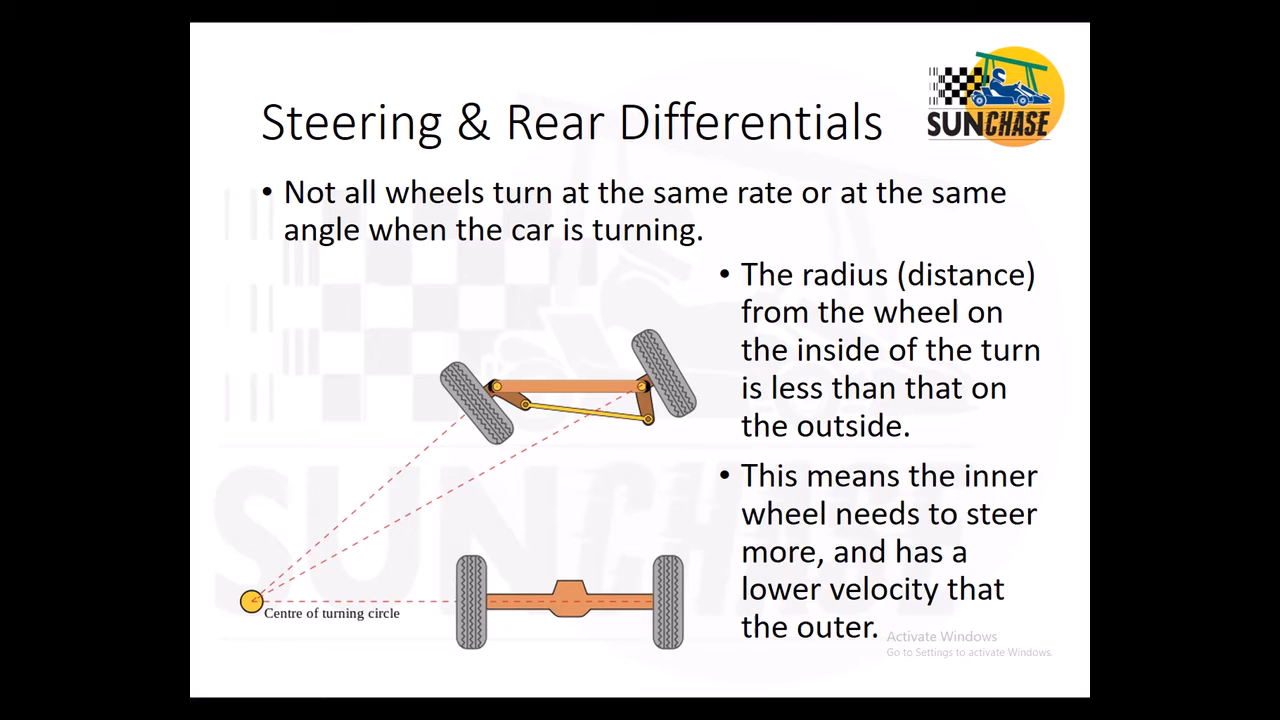 SUNCHASE
Steering & Rear Differentials
• Not all wheels turn at the same rate or at the same
angle when the car is turning.
• The radius (distance)
from the wheel on
the inside of the turn
is less than that on
the outside.
• This means the inner
wheel needs to steer
more, and has a
lower velocity that
the outer.
Centre of turning circle
Activate Windows
Go to Settings to activate Windows.
SUNCHASE